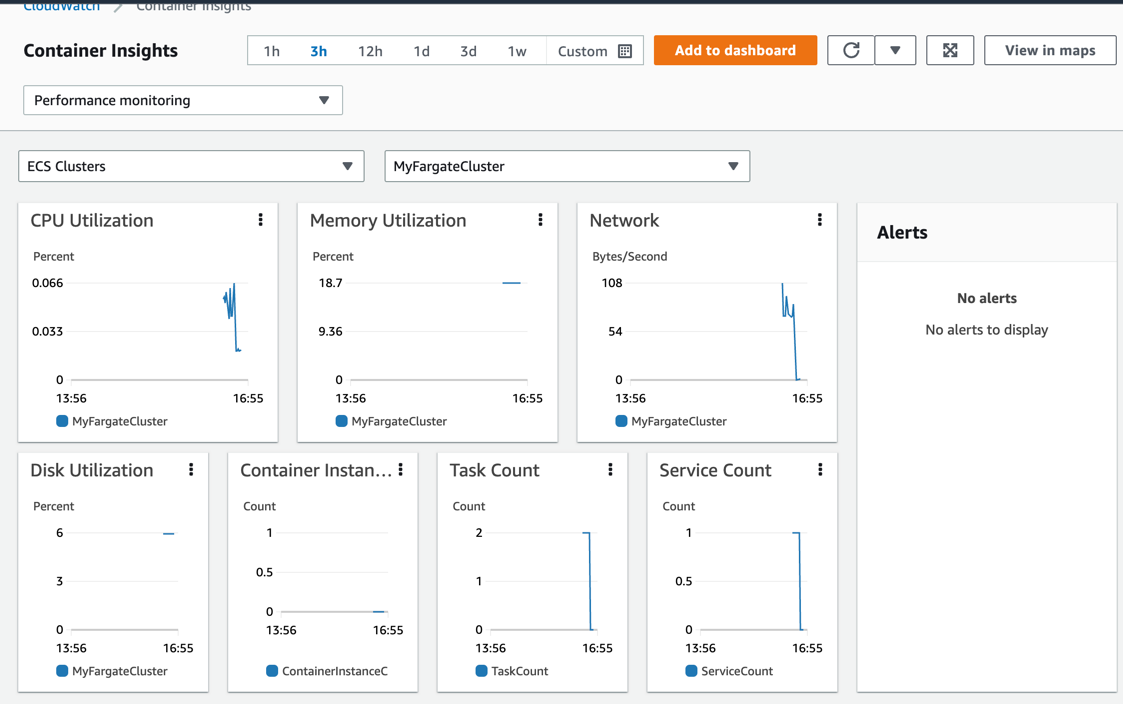 CloudWatch > Container Insights
Container Insights
1h 3h 12h 1d 3d 1w Custom
Add to dashboard
View in maps
Performance monitoring
ECS Clusters
MyFargateCluster
CPU Utilization
Percent
0.066
0.033
0
13:56 16:55
MyFargateCluster
Memory Utilization
Percent
18.7
9.36
0
13:56 16:55
MyFargateCluster
Network
Bytes/Second
108
54
0
13:56 16:55
MyFargateCluster
Alerts
No alerts
No alerts to display
Disk Utilization
Percent
6
3
0
13:56 16:55
MyFargateCluster
Container Instan...
Count
1
0.5
0
13:56 16:55
ContainerInstanceC
Task Count
Count
2
1
0
13:56 16:55
TaskCount
Service Count
Count
1
0.5
0
13:56 16:55
ServiceCount